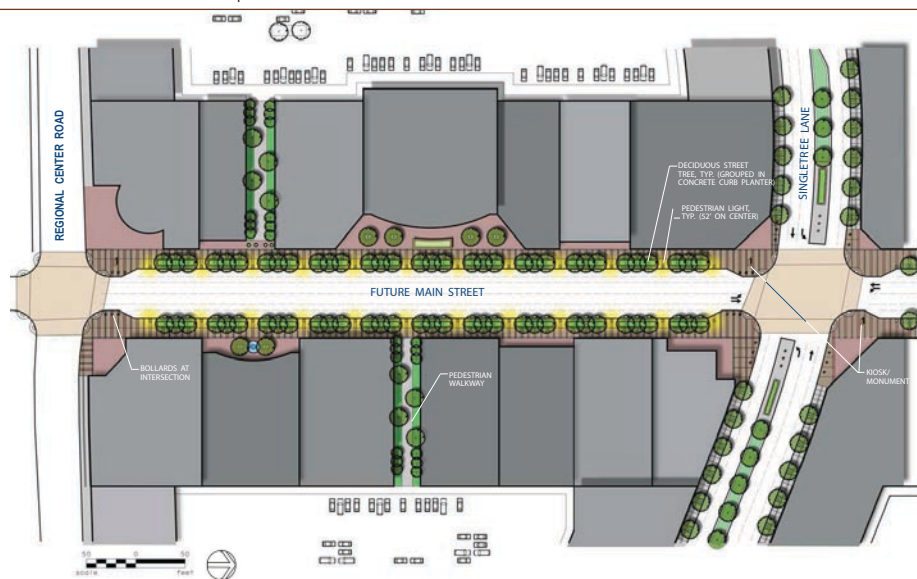 REGIONAL CENTER ROAD
SINGLETREE LANE
DECIDUOUS STREET
TREE, TYP. (GROUPED IN
CONCRETE CURB PLANTER)
PEDESTRIAN LIGHT,
TYP. (52' ON CENTER)
FUTURE MAIN STREET
BOLLARDS AT
INTERSECTION
PEDESTRIAN
WALKWAY
KIOSK/
MONUMENT
50 0 50
scale feet